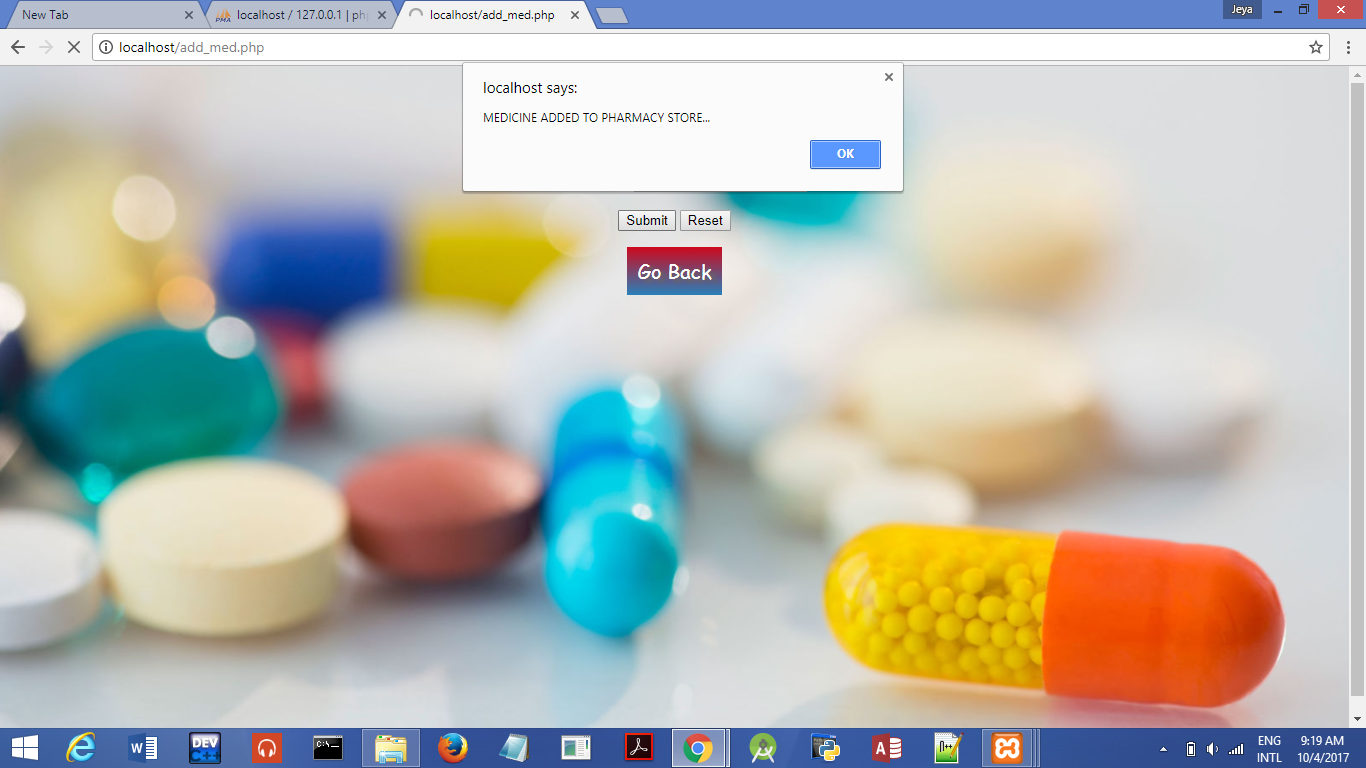 New Tab
localhost / 127.0.0.1 | ph
localhost/add_med.php
Jeya
localhost/add_med.php
localhost says:
MEDICINE ADDED TO PHARMACY STORE...
OK
Submit
Reset
Go Back
DEV
C++
C:\
ENG
INTL
9:19 AM
10/4/2017